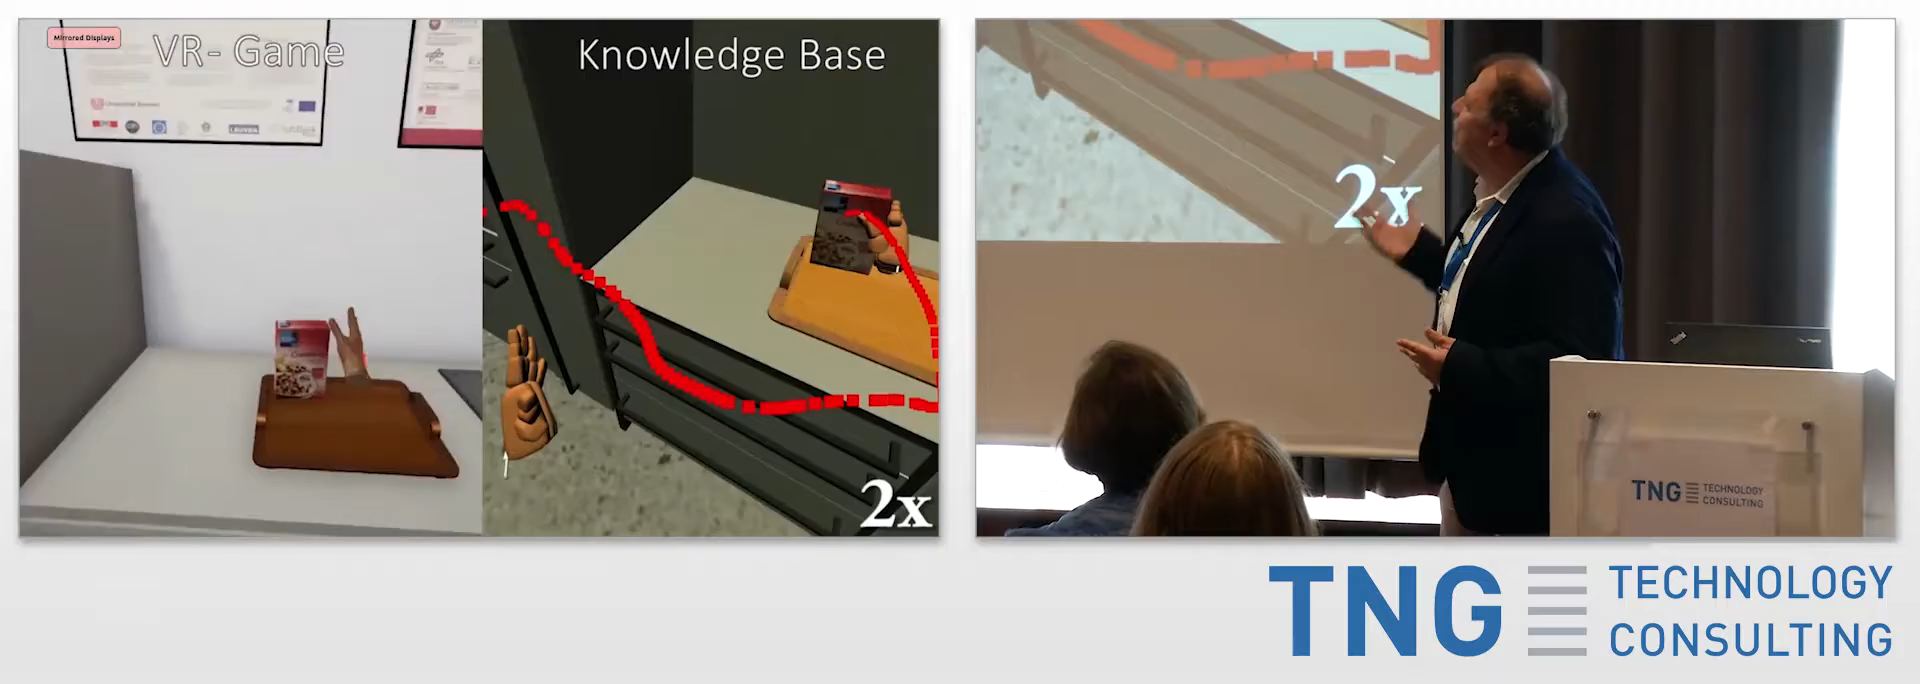 Mirrored Displays
VR- Game
Knowledge Base
2x
2x
TNG TECHNOLOGY
CONSULTING
TNG TECHNOLOGY
CONSULTING